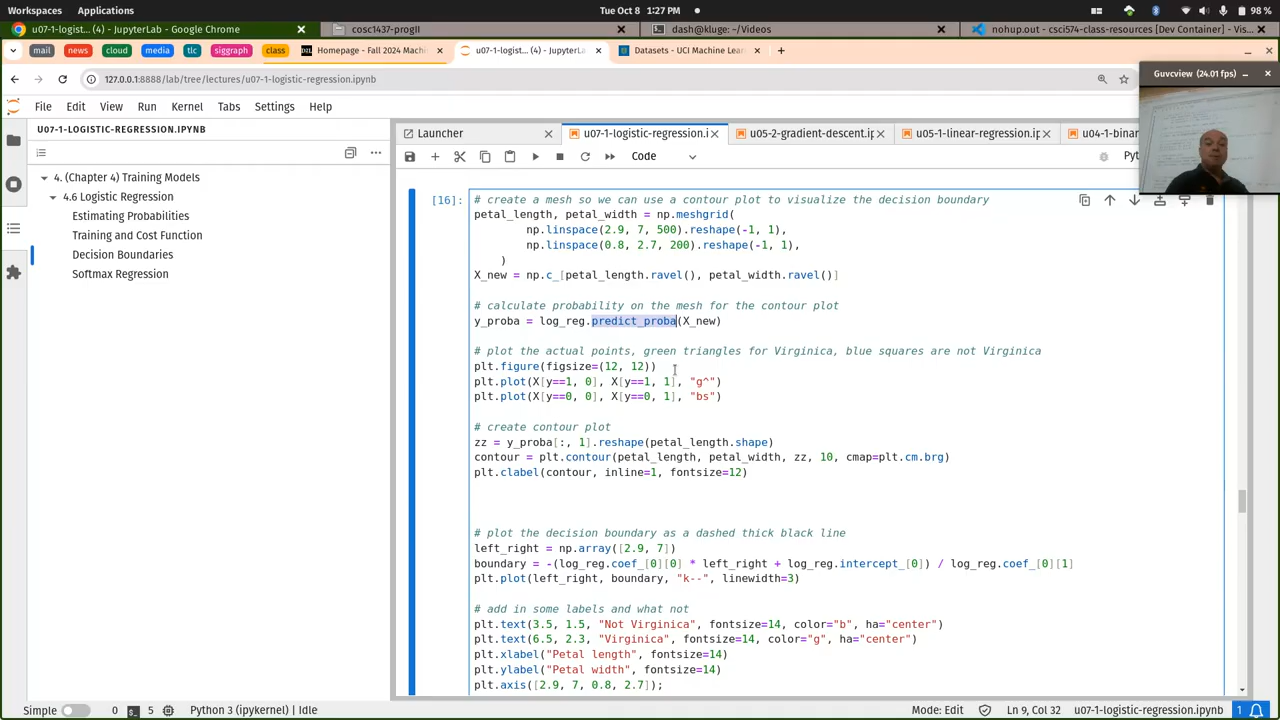 Workspaces Applications Tue Oct 8 1:27 PM 98 %
u07-1-logist... (4) - JupyterLab - Google Chrome cosc1437-progII dash@kluge:~/Videos nohup.out - csci574-class-resources [Dev Container] - Vis...
mail news cloud media tlc siggraph class Homepage - Fall 2024 Machi u07-1-logist... (4) - JupyterLa Datasets - UCI Machine Lear
127.0.0.1:8888/lab/tree/lectures/u07-1-logistic-regression.ipynb
Guvcview (24.01 fps)
File Edit View Run Kernel Tabs Settings Help
U07-1-LOGISTIC-REGRESSION.IPYNB
Launcher u07-1-logistic-regression.i u05-2-gradient-descent.ip u05-1-linear-regression.ip u04-1-binar
Code Pyt
4. (Chapter 4) Training Models
4.6 Logistic Regression
Estimating Probabilities
Training and Cost Function
Decision Boundaries
Softmax Regression
[16]:
# create a mesh so we can use a contour plot to visualize the decision boundary
petal_length, petal_width = np.meshgrid(
np.linspace(2.9, 7, 500).reshape(-1, 1),
np.linspace(0.8, 2.7, 200).reshape(-1, 1),
)
X_new = np.c_[petal_length.ravel(), petal_width.ravel()]
# calculate probability on the mesh for the contour plot
y_proba = log_reg.predict_proba(X_new)
# plot the actual points, green triangles for Virginica, blue squares are not Virginica
plt.figure(figsize=(12, 12))
plt.plot(X[y==1, 0], X[y==1, 1], "g^")
plt.plot(X[y==0, 0], X[y==0, 1], "bs")
# create contour plot
zz = y_proba[:, 1].reshape(petal_length.shape)
contour = plt.contour(petal_length, petal_width, zz, 10, cmap=plt.cm.brg)
plt.clabel(contour, inline=1, fontsize=12)
# plot the decision boundary as a dashed thick black line
left_right = np.array([2.9, 7])
boundary = -(log_reg.coef_[0][0] * left_right + log_reg.intercept_[0]) / log_reg.coef_[0][1]
plt.plot(left_right, boundary, "k--", linewidth=3)
# add in some labels and what not
plt.text(3.5, 1.5, "Not Virginica", fontsize=14, color="b", ha="center")
plt.text(6.5, 2.3, "Virginica", fontsize=14, color="g", ha="center")
plt.xlabel("Petal length", fontsize=14)
plt.ylabel("Petal width", fontsize=14)
plt.axis([2.9, 7, 0.8, 2.7]);
Simple 0 5 Python 3 (ipykernel) | Idle Mode: Edit Ln 9, Col 32 u07-1-logistic-regression.ipynb 1